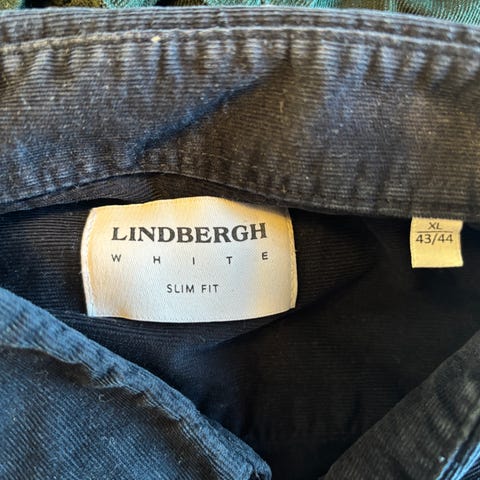 LINDBERGH
WHITE
SLIM FIT
XL
43/44